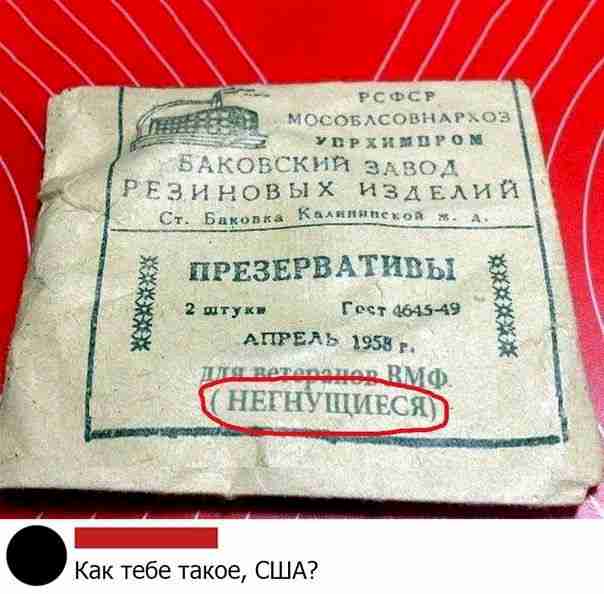 РСФСР
МОСОБЛСОВНАРХОЗ
УПРХИМПРОМ
БАКОВСКИЙ ЗАВОД
РЕЗИНОВЫХ ИЗДЕЛИЙ
Ст. Баковка Калининской ж. д.
ПРЕЗЕРВАТИВЫ
2 штуки Гост 4645-49
АПРЕЛЬ 1958 г.
для ветеранов ВМФ
(НЕГНУЩИЕСЯ)
Как тебе такое, США?